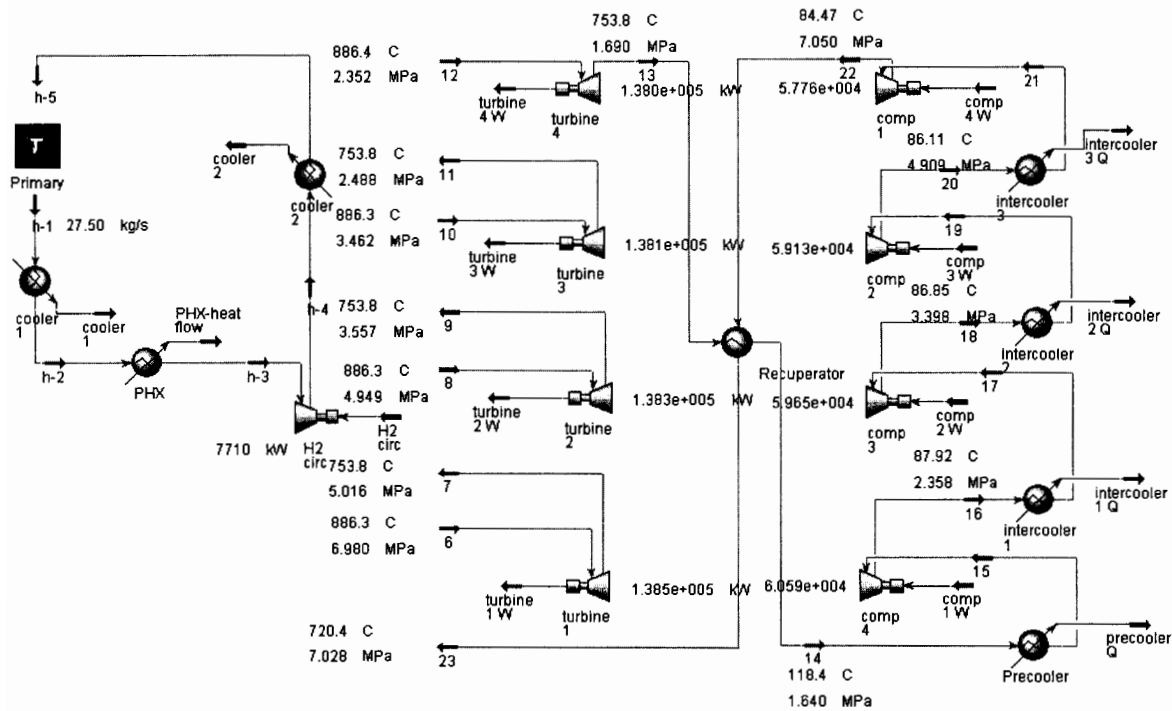 h-5
T
Primary
h-1 27.50 kg/s
cooler
1
cooler
1
h-2
PHX-heat
flow
PHX
h-3
cooler
2
cooler
2
h-4
H2
circ
7710 kW
H2
circ
886.4 C
2.352 MPa
12
turbine
4 W
turbine
4
1.380e+005 kW
753.8 C
1.690 MPa
13
753.8 C
2.488 MPa
11
886.3 C
3.462 MPa
10
turbine
3 W
turbine
3
1.381e+005 kW
753.8 C
3.557 MPa
9
886.3 C
4.949 MPa
8
turbine
2 W
turbine
2
1.383e+005 kW
753.8 C
5.016 MPa
7
886.3 C
6.980 MPa
6
turbine
1 W
turbine
1
1.385e+005 kW
720.4 C
7.028 MPa
23
Recuperator
84.47 C
7.050 MPa
22
21
5.776e+004
comp
1
comp
4 W
86.11 C
4.909 MPa
20
intercooler
3
intercooler
3 Q
19
5.913e+004
comp
2
comp
3 W
86.85 C
3.398 MPa
18
intercooler
2
intercooler
2 Q
17
5.965e+004
comp
3
comp
2 W
87.92 C
2.358 MPa
16
intercooler
1
intercooler
1 Q
15
6.059e+004
comp
4
comp
1 W
14
118.4 C
1.640 MPa
Precooler
precooler
Q